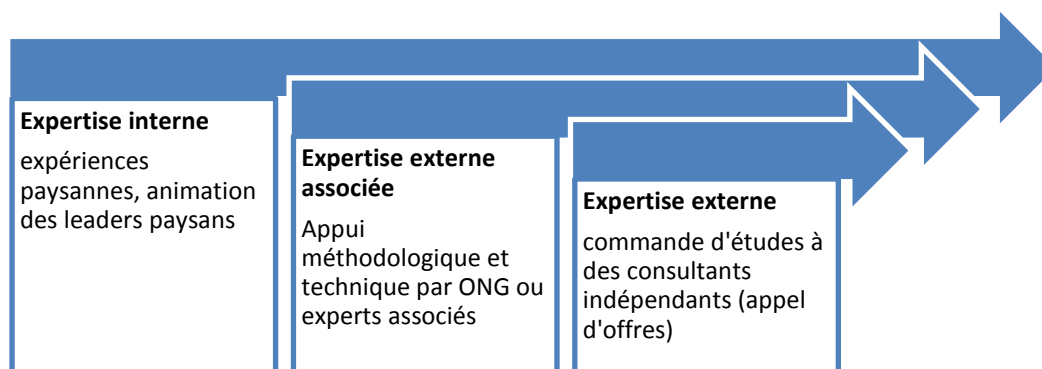 Expertise interne
expériences
paysannes, animation
des leaders paysans
Expertise externe
associée
Appui
méthodologique et
technique par ONG ou
experts associés
Expertise externe
commande d'études à
des consultants
indépendants (appel
d'offres)